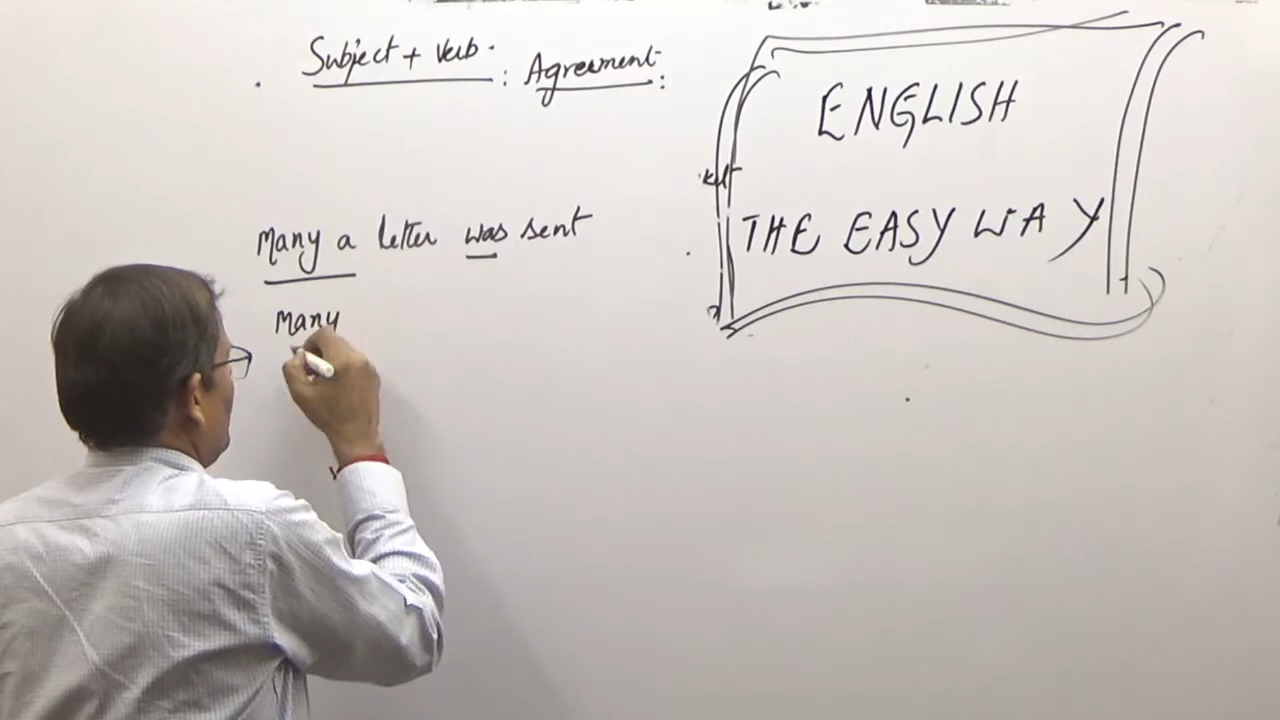 Subject + Verb. : Agreement :
ENGLISH
THE EASY WAY
Many a letter was sent
Many